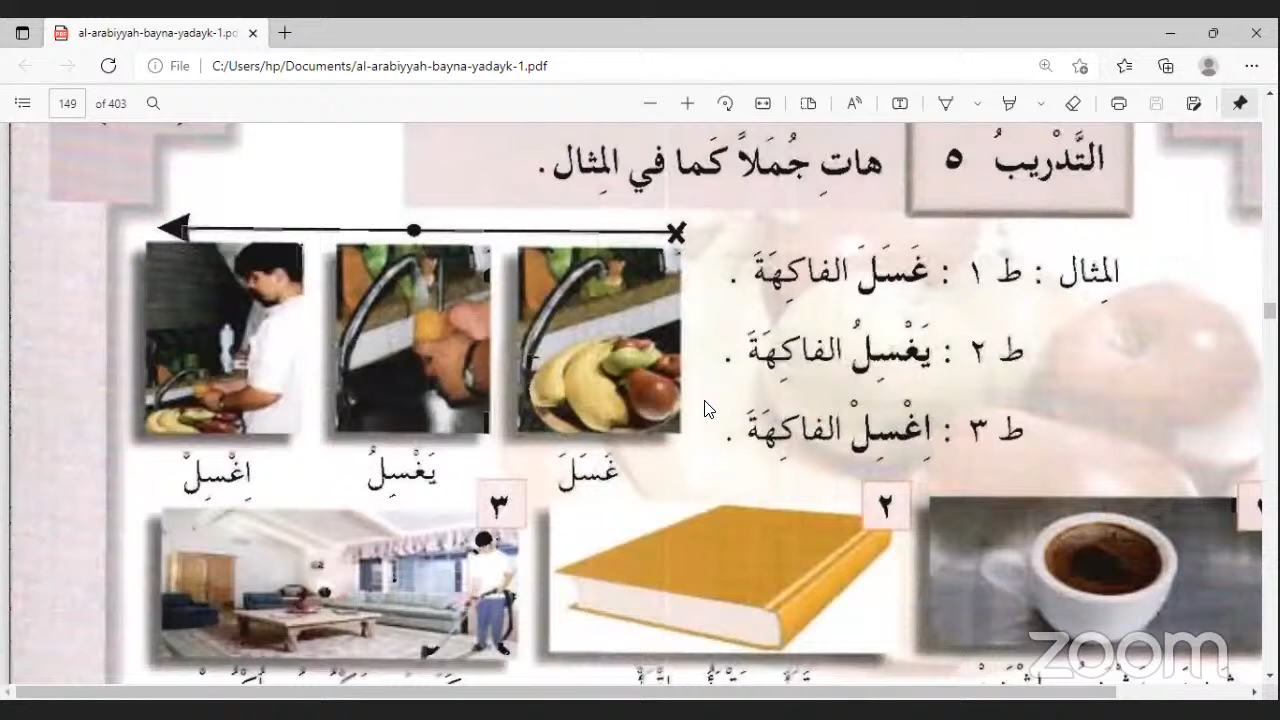 al-arabiyyah-bayna-yadayk-1.pd
File
C:/Users/hp/Documents/al-arabiyyah-bayna-yadayk-1.pdf
149 of 403
التَّدْرِيبُ ٥
هاتِ جُمَلاً كَما في المِثال .
المِثال : ط ١ : غَسَلَ الفاكِهَةَ .
ط ٢ : يَغْسِلُ الفاكِهَةَ .
ط ٣ : اِغْسِلْ الفاكِهَةَ .
غَسَلَ
يَغْسِلُ
اِغْسِلْ
٢
٣
zoom